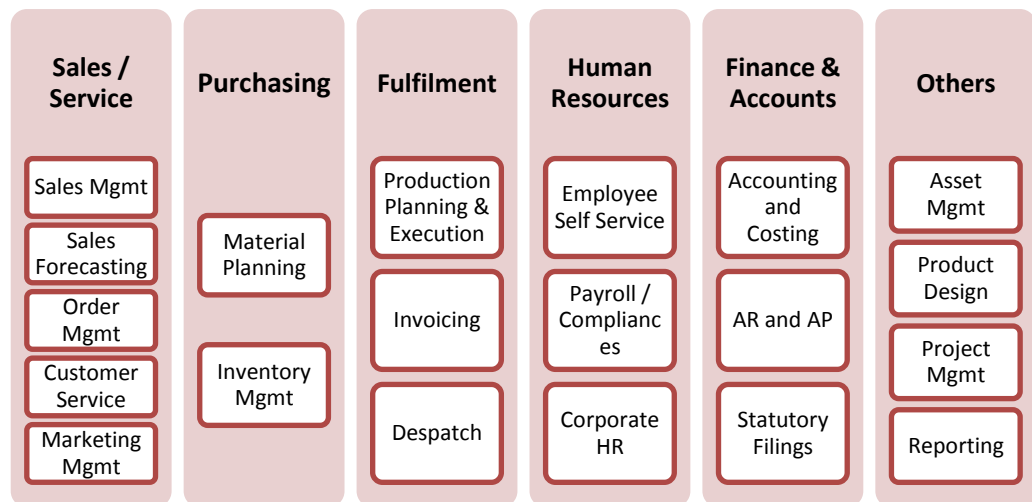 Sales /
Service
Sales Mgmt
Sales
Forecasting
Order
Mgmt
Customer
Service
Marketing
Mgmt
Purchasing
Material
Planning
Inventory
Mgmt
Fulfilment
Production
Planning &
Execution
Invoicing
Despatch
Human
Resources
Employee
Self Service
Payroll /
Complianc
es
Corporate
HR
Finance &
Accounts
Accounting
and
Costing
AR and AP
Statutory
Filings
Others
Asset
Mgmt
Product
Design
Project
Mgmt
Reporting